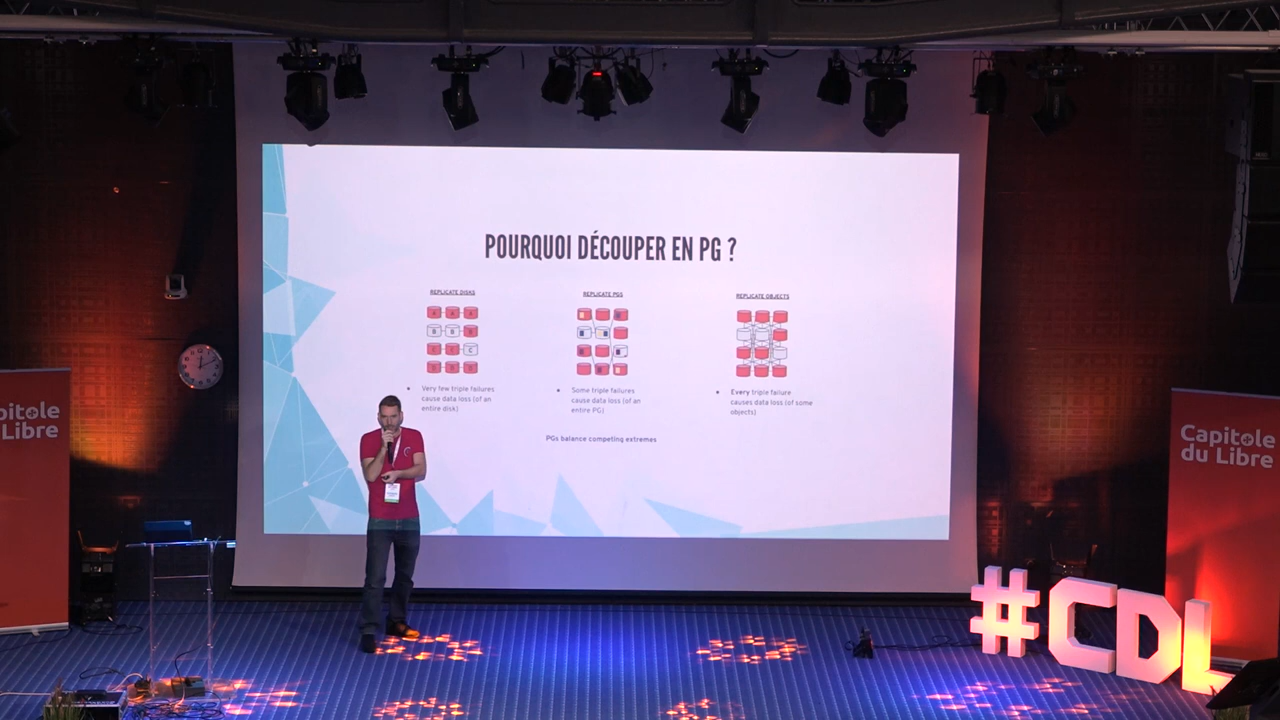 POURQUOI DÉCOUPER EN PG ?
REPLICATE DISKS
REPLICATE PGS
REPLICATE OBJECTS
B
B
C
Very few triple failures
cause data loss (of an
entire disk)
Some triple failures
cause data loss (of an
entire PG)
Every triple failure
causes data loss (of some
objects)
PGs balance competing extremes
pitole
Libre
Capitole
du Libre
#CDL